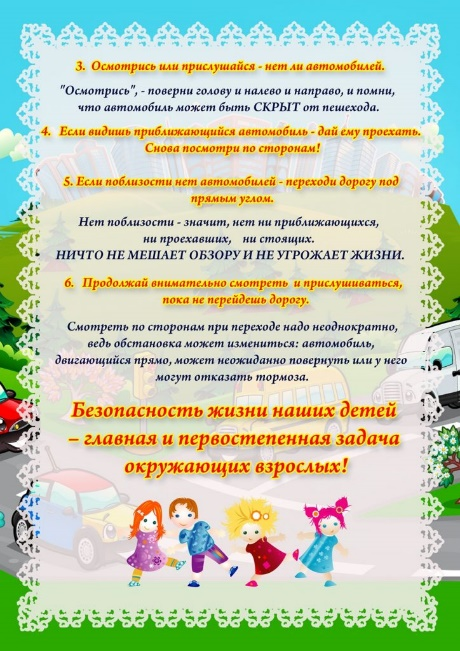 3. Осмотрись или прислушайся - нет ли автомобилей.
"Осмотрись", - поверни голову и налево и направо, и помни,
что автомобиль может быть СКРЫТ от пешехода.
4. Если видишь приближающийся автомобиль - дай ему проехать.
Снова посмотри по сторонам!
5. Если поблизости нет автомобилей - переходи дорогу под
прямым углом.
Нет поблизости - значит, нет ни приближающихся,
ни проехавших, ни стоящих.
НИЧТО НЕ МЕШАЕТ ОБЗОРУ И НЕ УГРОЖАЕТ ЖИЗНИ.
6. Продолжай внимательно смотреть и прислушиваться,
пока не перейдешь дорогу.
Смотреть по сторонам при переходе надо неоднократно,
ведь обстановка может измениться: автомобиль,
двигающийся прямо, может неожиданно повернуть или у него
могут отказать тормоза.
Безопасность жизни наших детей
– главная и первостепенная задача
окружающих взрослых!